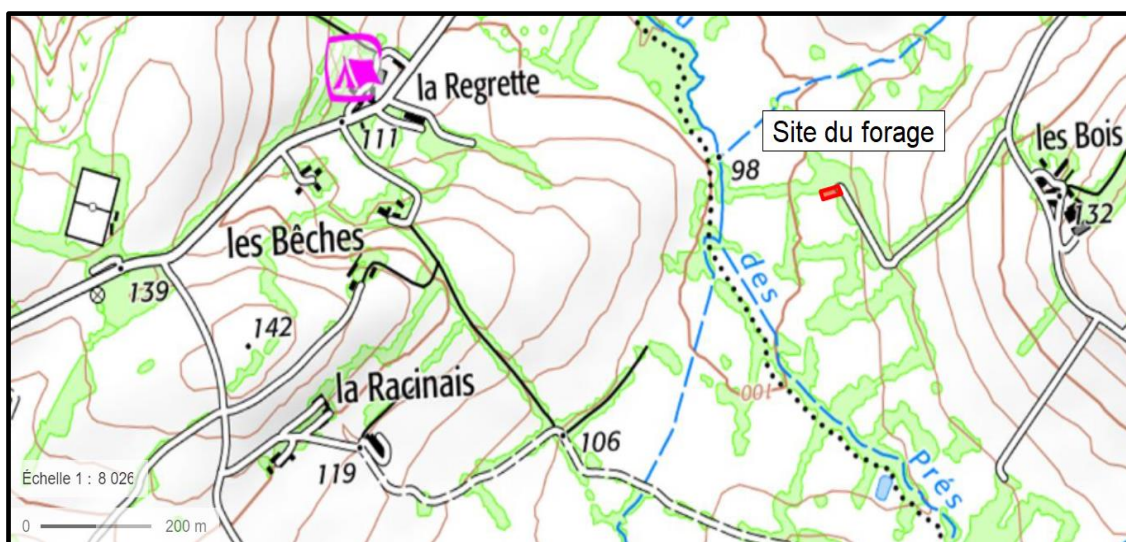 la Regrette
111
Site du forage
98
les Bois
132
les Bêches
139
142
des
100
la Racinais
106
119
Prés
Échelle 1 : 8 026
0 200 m